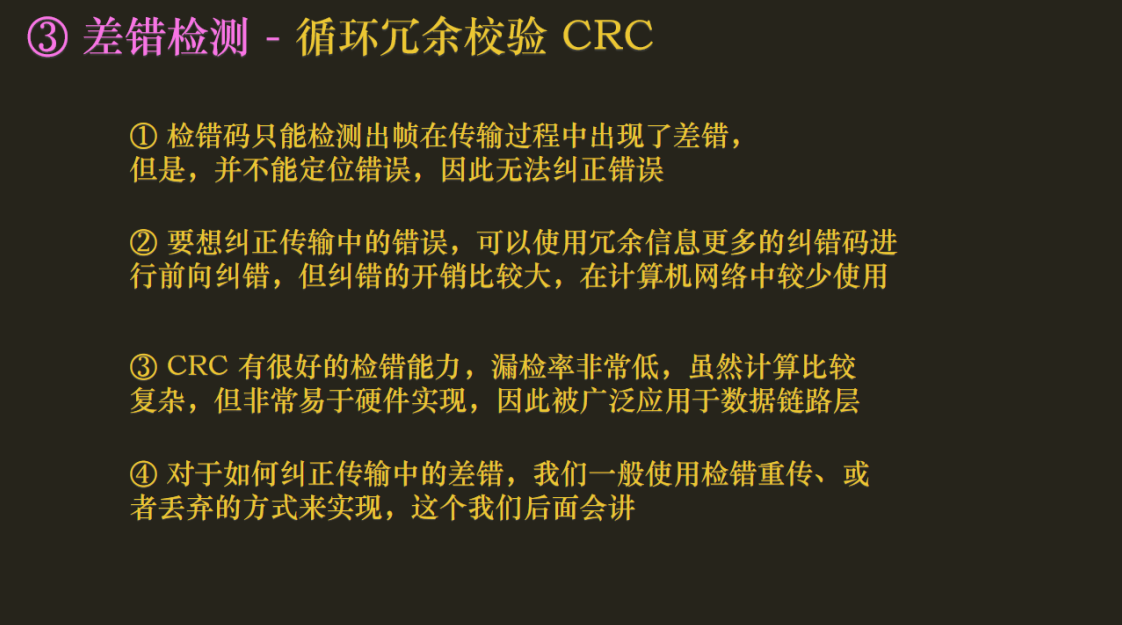 ③ 差错检测 - 循环冗余校验 CRC
① 检错码只能检测出帧在传输过程中出现了差错，
但是，并不能定位错误，因此无法纠正错误
② 要想纠正传输中的错误，可以使用冗余信息更多的纠错码进
行前向纠错，但纠错的开销比较大，在计算机网络中较少使用
③ CRC 有很好的检错能力，漏检率非常低，虽然计算比较
复杂，但非常易于硬件实现，因此被广泛应用于数据链路层
④ 对于如何纠正传输中的差错，我们一般使用检错重传、或
者丢弃的方式来实现，这个我们后面会讲